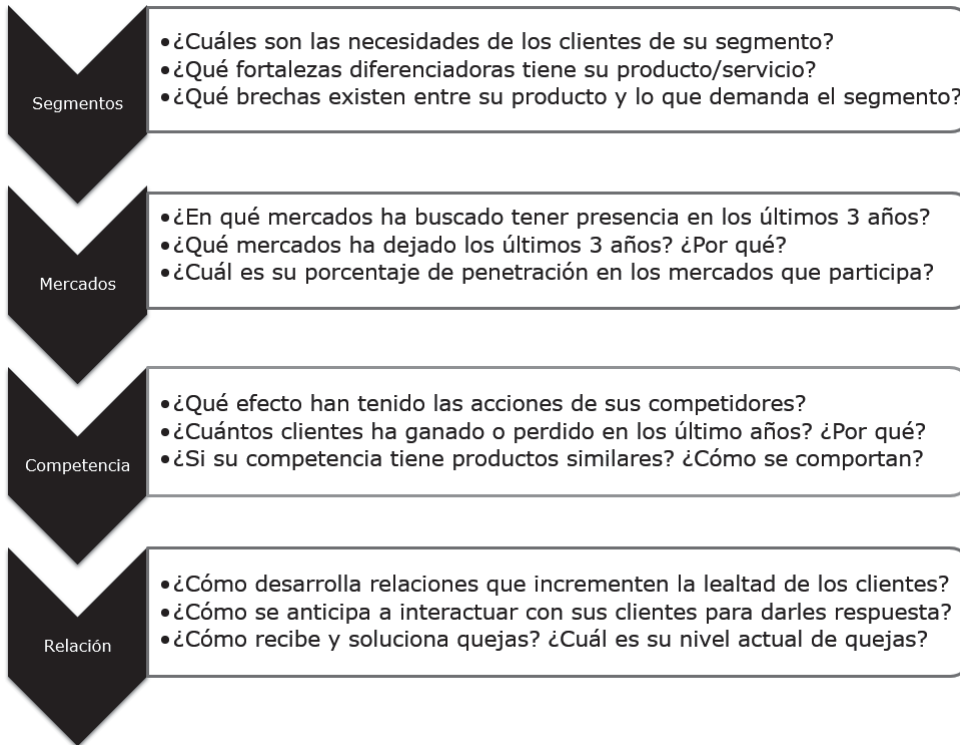 Segmentos
•¿Cuáles son las necesidades de los clientes de su segmento?
•¿Qué fortalezas diferenciadoras tiene su producto/servicio?
•¿Qué brechas existen entre su producto y lo que demanda el segmento?
Mercados
•¿En qué mercados ha buscado tener presencia en los últimos 3 años?
•¿Qué mercados ha dejado los últimos 3 años? ¿Por qué?
•¿Cuál es su porcentaje de penetración en los mercados que participa?
Competencia
•¿Qué efecto han tenido las acciones de sus competidores?
•¿Cuántos clientes ha ganado o perdido en los último años? ¿Por qué?
•¿Si su competencia tiene productos similares? ¿Cómo se comportan?
Relación
•¿Cómo desarrolla relaciones que incrementen la lealtad de los clientes?
•¿Cómo se anticipa a interactuar con sus clientes para darles respuesta?
•¿Cómo recibe y soluciona quejas? ¿Cuál es su nivel actual de quejas?